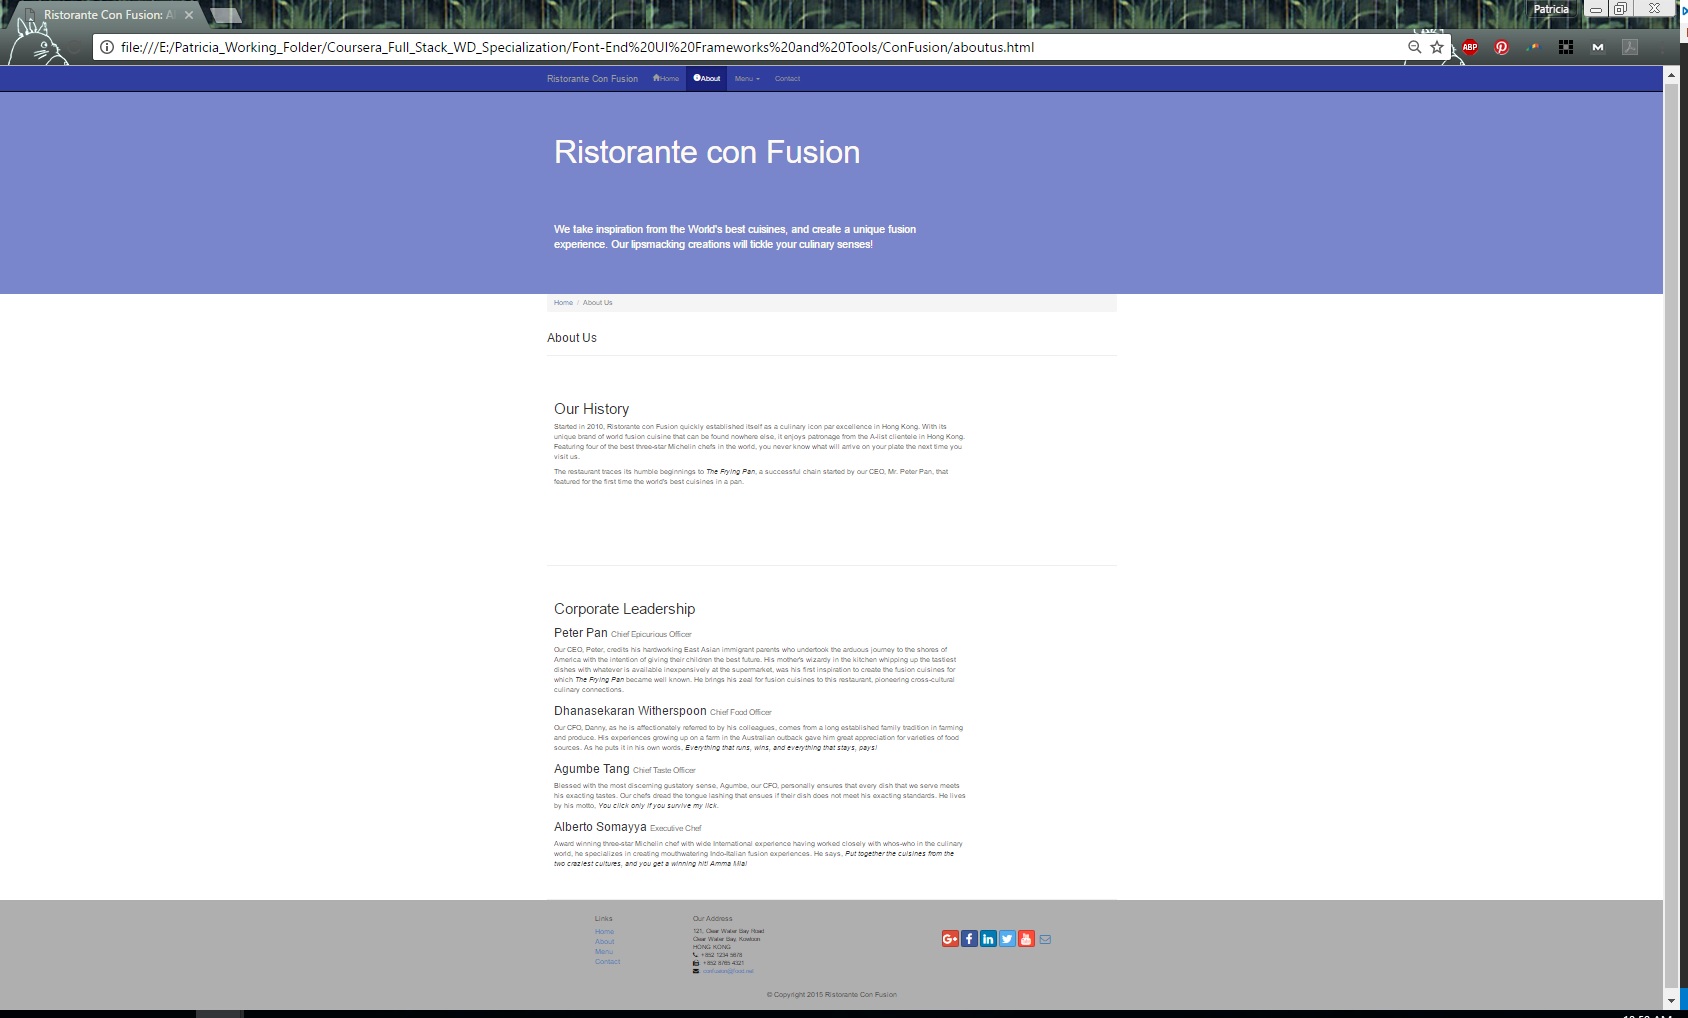 Ristorante Con Fusion: A
Patricia
file:///E:/Patricia_Working_Folder/Coursera_Full_Stack_WD_Specialization/Font-End%20UI%20Frameworks%20and%20Tools/ConFusion/aboutus.html
ABP
M
Ristorante Con Fusion Home About Menu Contact
Ristorante con Fusion
We take inspiration from the World's best cuisines, and create a unique fusion
experience. Our lipsmacking creations will tickle your culinary senses!
Home / About Us
About Us
Our History
Started in 2010, Ristorante con Fusion quickly established itself as a culinary icon par excellence in Hong Kong. With its
unique brand of world fusion cuisine that can be found nowhere else, it enjoys patronage from the A-list clientele in Hong Kong.
Featuring four of the best three-star Michelin chefs in the world, you never know what will arrive on your plate the next time you
visit us.
The restaurant traces its humble beginnings to The Frying Pan, a successful chain started by our CEO, Mr. Peter Pan, that
featured for the first time the world's best cuisines in a pan.
Corporate Leadership
Peter Pan Chief Epicurious Officer
Our CEO, Peter, credits his hardworking East Asian immigrant parents who undertook the arduous journey to the shores of
America with the intention of giving their children the best future. His mother's wizardy in the kitchen whipping up the tastiest
dishes with whatever is available inexpensively at the supermarket, was his first inspiration to create the fusion cuisines for
which The Frying Pan became well known. He brings his zeal for fusion cuisines to this restaurant, pioneering cross-cultural
culinary connections.
Dhanasekaran Witherspoon Chief Food Officer
Our CFO, Danny, as he is affectionately referred to by his colleagues, comes from a long established family tradition in farming
and produce. His experiences growing up on a farm in the Australian outback gave him great appreciation for varieties of food
sources. As he puts it in his own words, Everything that runs, wins, and everything that stays, pays!
Agumbe Tang Chief Taste Officer
Blessed with the most discerning gustatory sense, Agumbe, our CFO, personally ensures that every dish that we serve meets
his exacting tastes. Our chefs dread the tongue lashing that ensues if their dish does not meet his exacting standards. He lives
by his motto, You click only if you survive my lick.
Alberto Somayya Executive Chef
Award winning three-star Michelin chef with wide International experience having worked closely with whos-who in the culinary
world, he specializes in creating mouthwatering Indo-Italian fusion experiences. He says, Put together the cuisines from the
two craziest cultures, and you get a winning hit! Amma Mia!
Links
Home
About
Menu
Contact
Our Address
121, Clear Water Bay Road
Clear Water Bay, Kowloon
HONG KONG
: +852 1234 5678
: +852 8765 4321
: confusion@food.net
G+ f in You Tube
© Copyright 2015 Ristorante Con Fusion